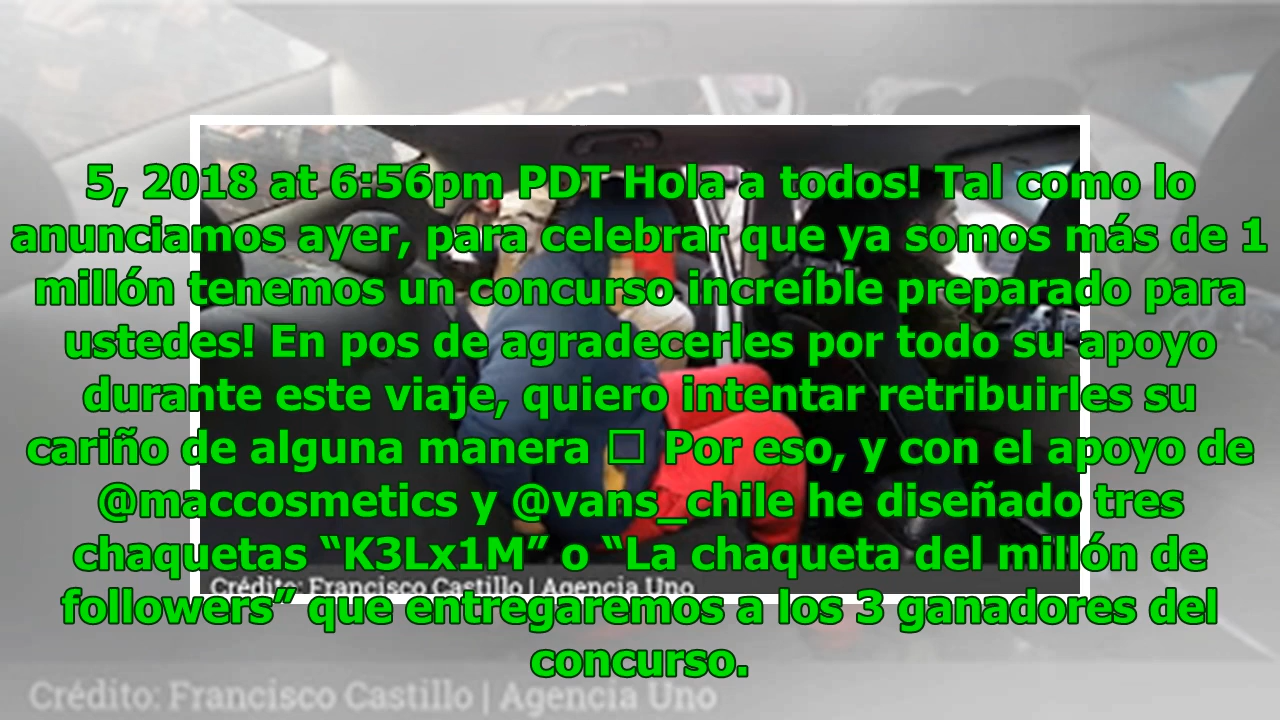 5, 2018 at 6:56pm PDT Hola a todos! Tal como lo
anunciamos ayer, para celebrar que ya somos más de 1
millón tenemos un concurso increíble preparado para
ustedes! En pos de agradecerles por todo su apoyo
durante este viaje, quiero intentar retribuirles su
cariño de alguna manera □ Por eso, y con el apoyo de
@maccosmetics y @vans_chile he diseñado tres
chaquetas “K3Lx1M” o “La chaqueta del millón de
Crédito: Francisco Castillo | Agencia Uno
followers” que entregaremos a los 3 ganadores del
concurso.
Crédito: Francisco Castillo | Agencia Uno